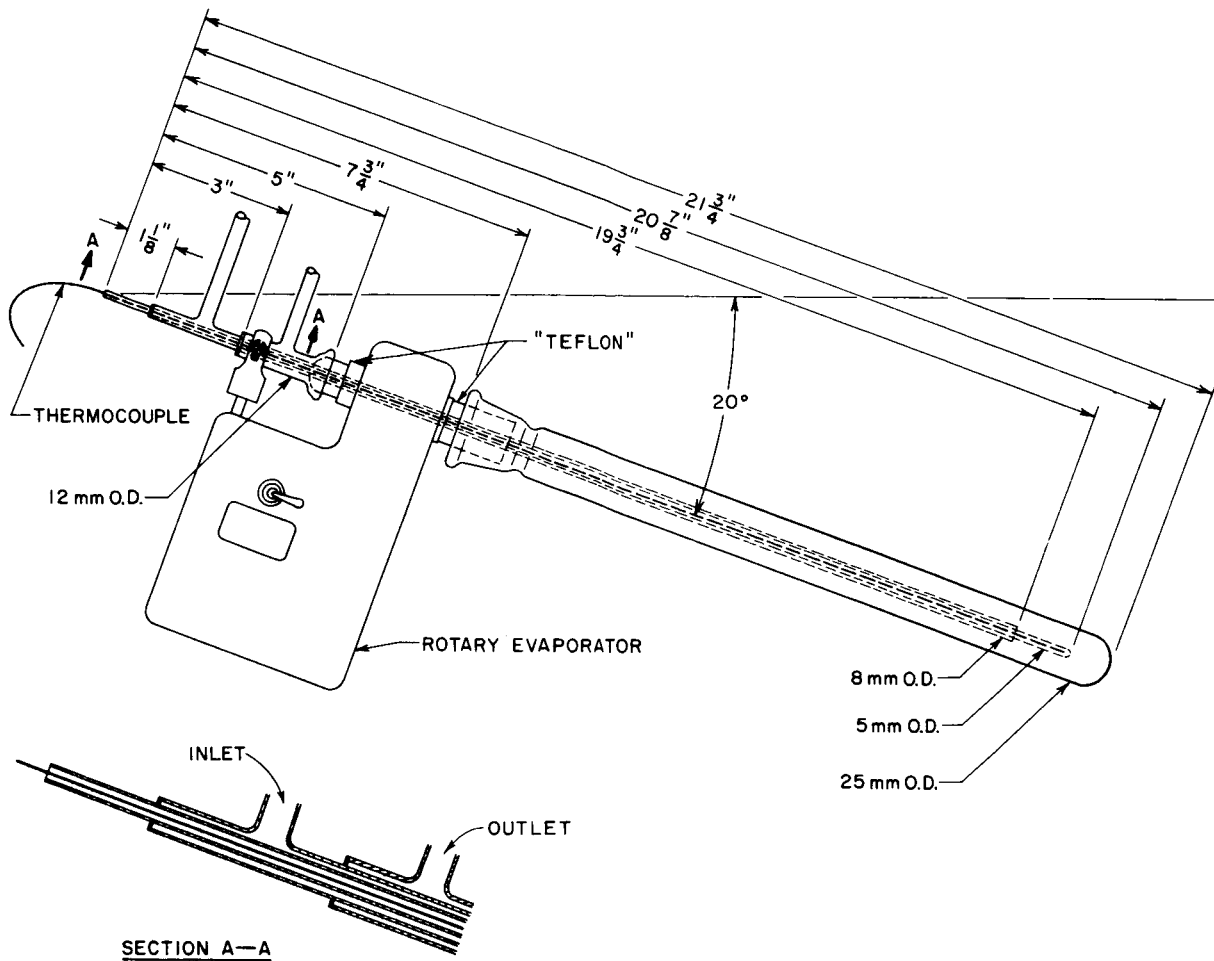 21 3/4"
20 7/8"
19 3/4"
7 3/4"
5"
3"
1 1/8"
A
A
"TEFLON"
20°
THERMOCOUPLE
12 mm O.D.
ROTARY EVAPORATOR
8 mm O.D.
5 mm O.D.
25 mm O.D.
INLET
OUTLET
SECTION A—A